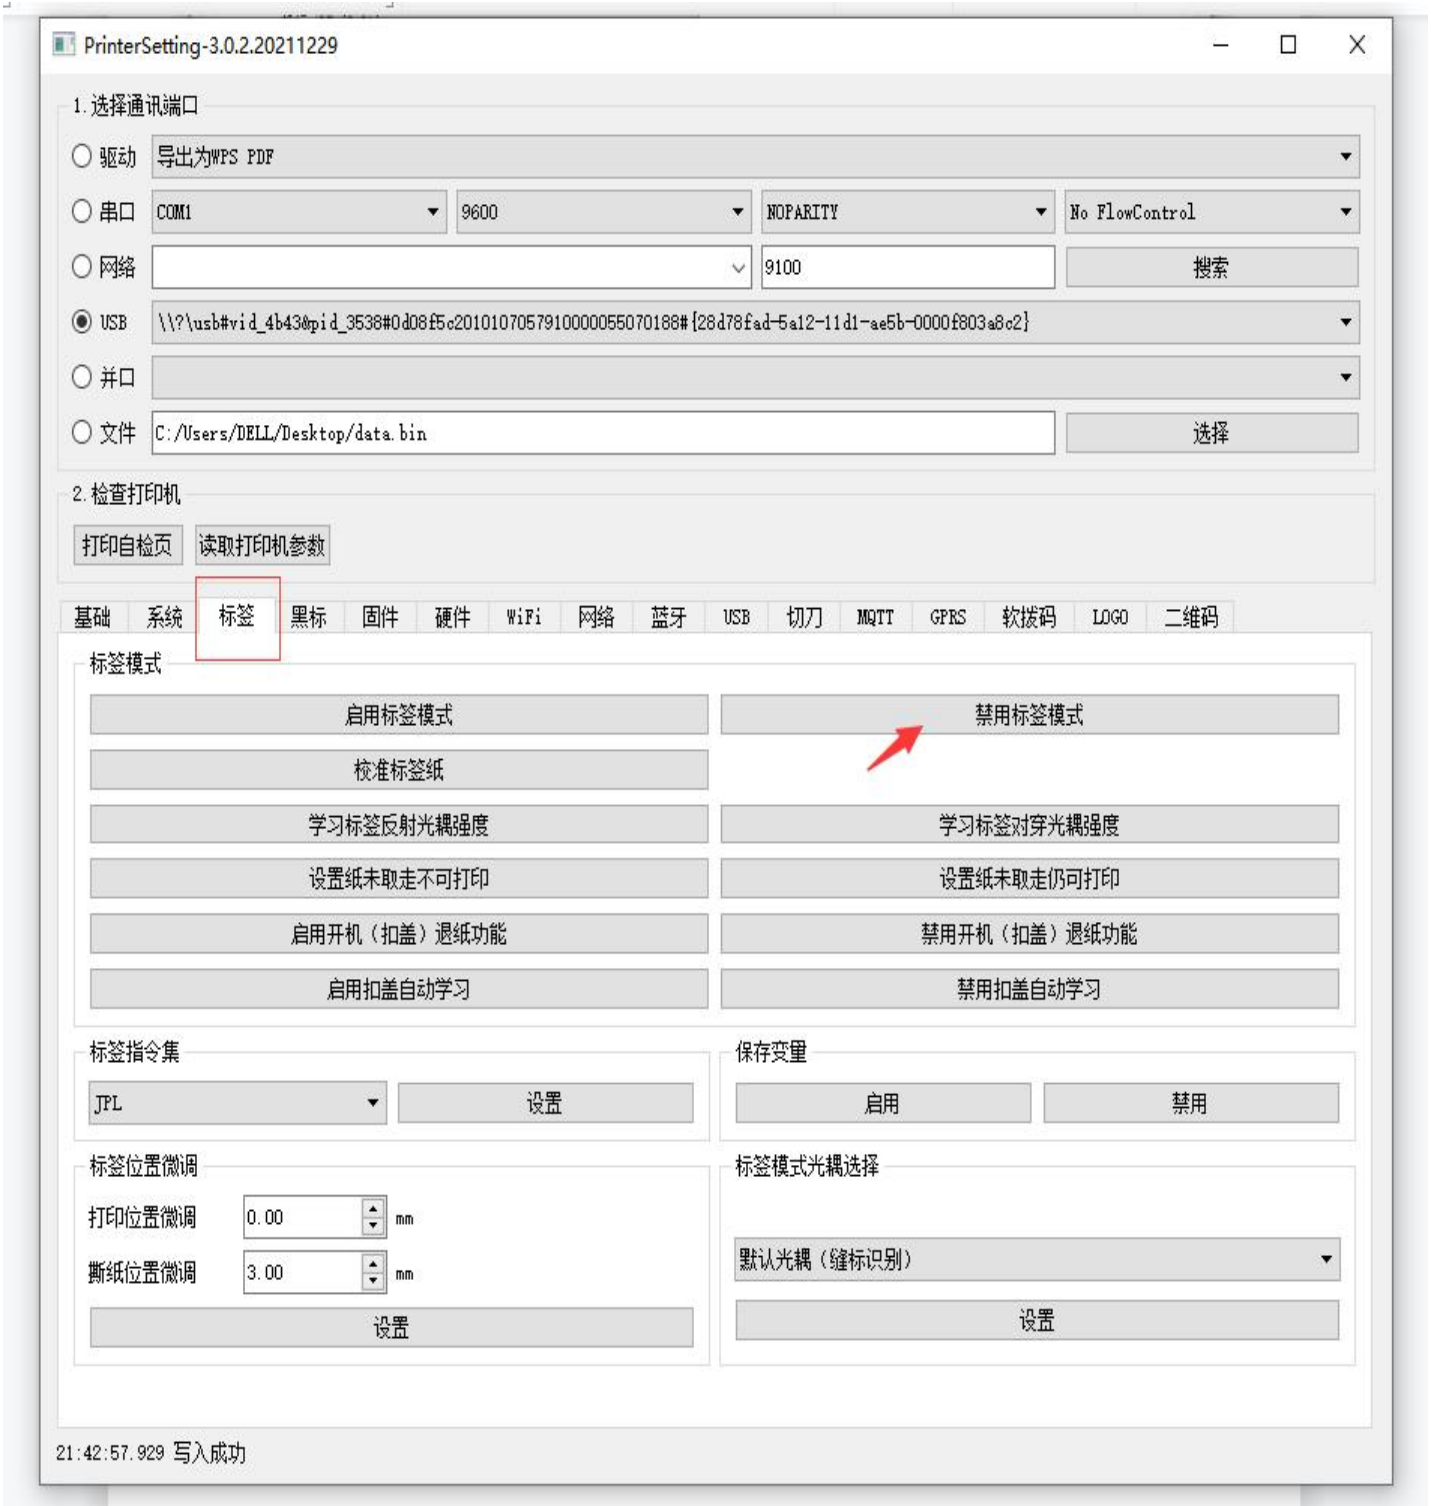 PrinterSetting-3.0.2.20211229
1.选择通讯端口
驱动 导出为WPS PDF
串口 COM1 9600 NOPARITY No FlowControl
网络 9100 搜索
USB \\?\usb#vid_4b43&pid_3538#0d08f5c20101070579100000550701​88#{28d78fad-5a12-11d1-ae5b-0000f803a8c2}
并口
文件 C:/Users/DELL/Desktop/data.bin 选择
2.检查打印机
打印自检页 读取打印机参数
基础 系统 标签 黑标 固件 硬件 WiFi 网络 蓝牙 USB 切刀 MQTT GPRS 软拨码 LOGO 二维码
标签模式
启用标签模式 禁用标签模式
校准标签纸
学习标签反射光耦强度 学习标签对穿光耦强度
设置纸未取走不可打印 设置纸未取走仍可打印
启用开机（扣盖）退纸功能 禁用开机（扣盖）退纸功能
启用扣盖自动学习 禁用扣盖自动学习
标签指令集 保存变量
JPL 设置 启用 禁用
标签位置微调 标签模式光耦选择
打印位置微调 0.00 mm
默认光耦（缝标识别）
撕纸位置微调 3.00 mm
设置 设置
21:42:57.929 写入成功